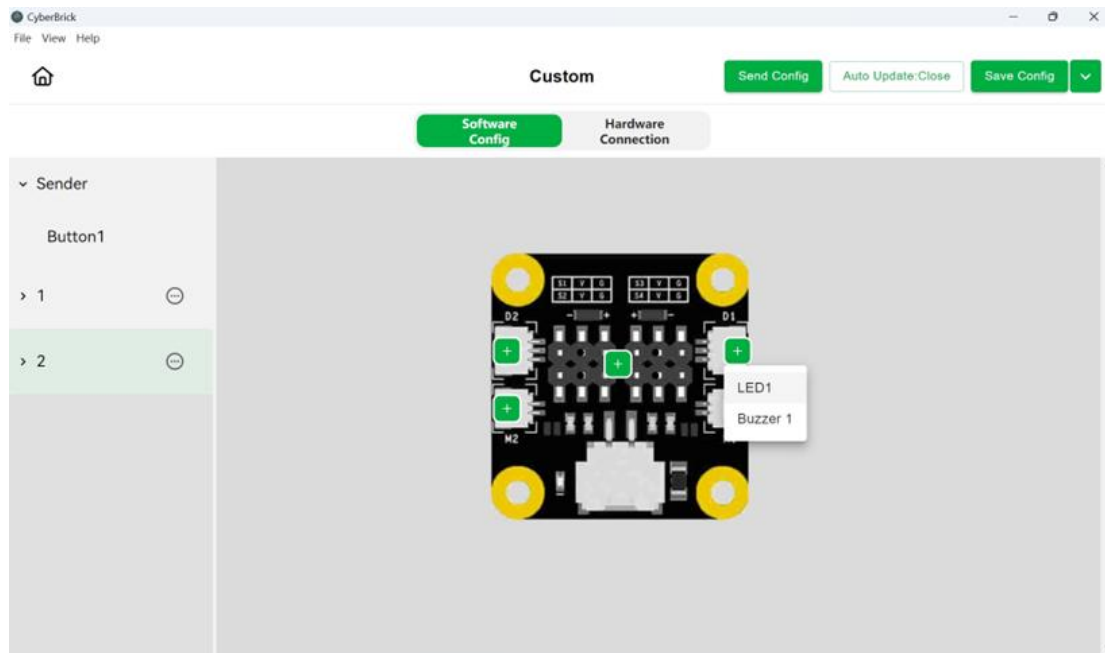 CyberBrick
File View Help
Custom
Send Config
Auto Update:Close
Save Config
Software
Config
Hardware
Connection
Sender
Button1
1
2
S1 V G
S2 V G
S3 V G
S4 V G
- +
+ -
D2
D1
LED1
Buzzer 1
M2